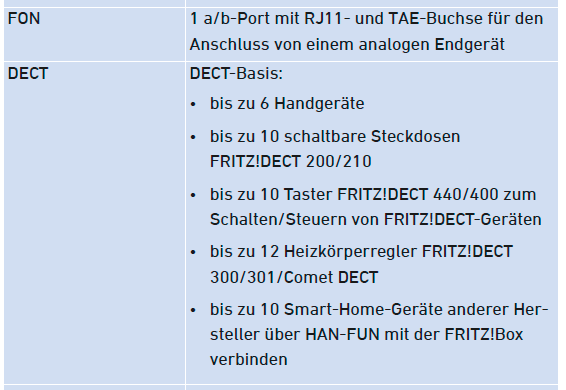 FON
1 a/b-Port mit RJ11- und TAE-Buchse für den
Anschluss von einem analogen Endgerät
DECT
DECT-Basis:
• bis zu 6 Handgeräte
• bis zu 10 schaltbare Steckdosen
FRITZ!DECT 200/210
• bis zu 10 Taster FRITZ!DECT 440/400 zum
Schalten/Steuern von FRITZ!DECT-Geräten
• bis zu 12 Heizkörperregler FRITZ!DECT
300/301/Comet DECT
• bis zu 10 Smart-Home-Geräte anderer Her-
steller über HAN-FUN mit der FRITZ!Box
verbinden